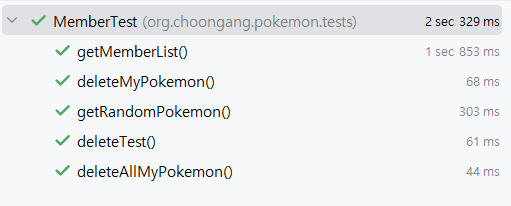 MemberTest (org.choongang.pokemon.tests) 2 sec 329 ms
getMemberList() 1 sec 853 ms
deleteMyPokemon() 68 ms
getRandomPokemon() 303 ms
deleteTest() 61 ms
deleteAllMyPokemon() 44 ms